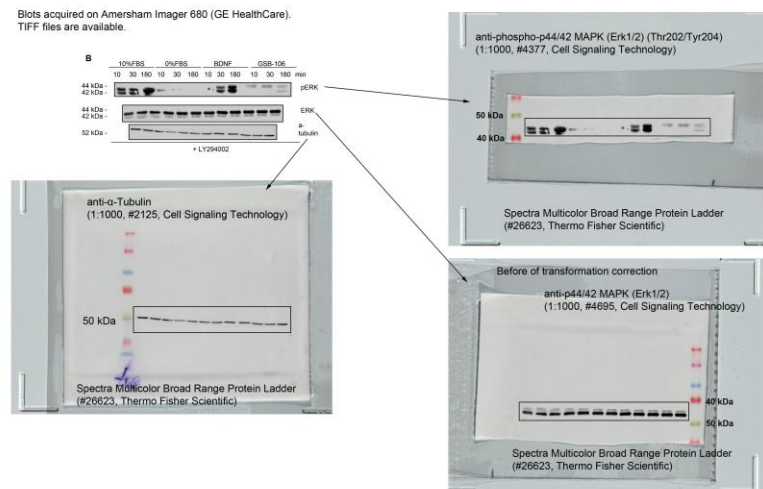 Blots acquired on Amersham Imager 680 (GE HealthCare).
TIFF files are available.
B
10%FBS 0%FBS BDNF GSB-106
10 30 180 10 30 180 10 30 180 10 30 180 min
44 kDa -
42 kDa -
pERK
44 kDa -
42 kDa -
ERK
52 kDa -
a-
tubulin
+ LY294002
anti-phospho-p44/42 MAPK (Erk1/2) (Thr202/Tyr204)
(1:1000, #4377, Cell Signaling Technology)
50 kDa
40 kDa
Spectra Multicolor Broad Range Protein Ladder
(#26623, Thermo Fisher Scientific)
anti-α-Tubulin
(1:1000, #2125, Cell Signaling Technology)
50 kDa
Spectra Multicolor Broad Range Protein Ladder
(#26623, Thermo Fisher Scientific)
Before of transformation correction
anti-p44/42 MAPK (Erk1/2)
(1:1000, #4695, Cell Signaling Technology)
40 kDa
50 kDa
Spectra Multicolor Broad Range Protein Ladder
(#26623, Thermo Fisher Scientific)